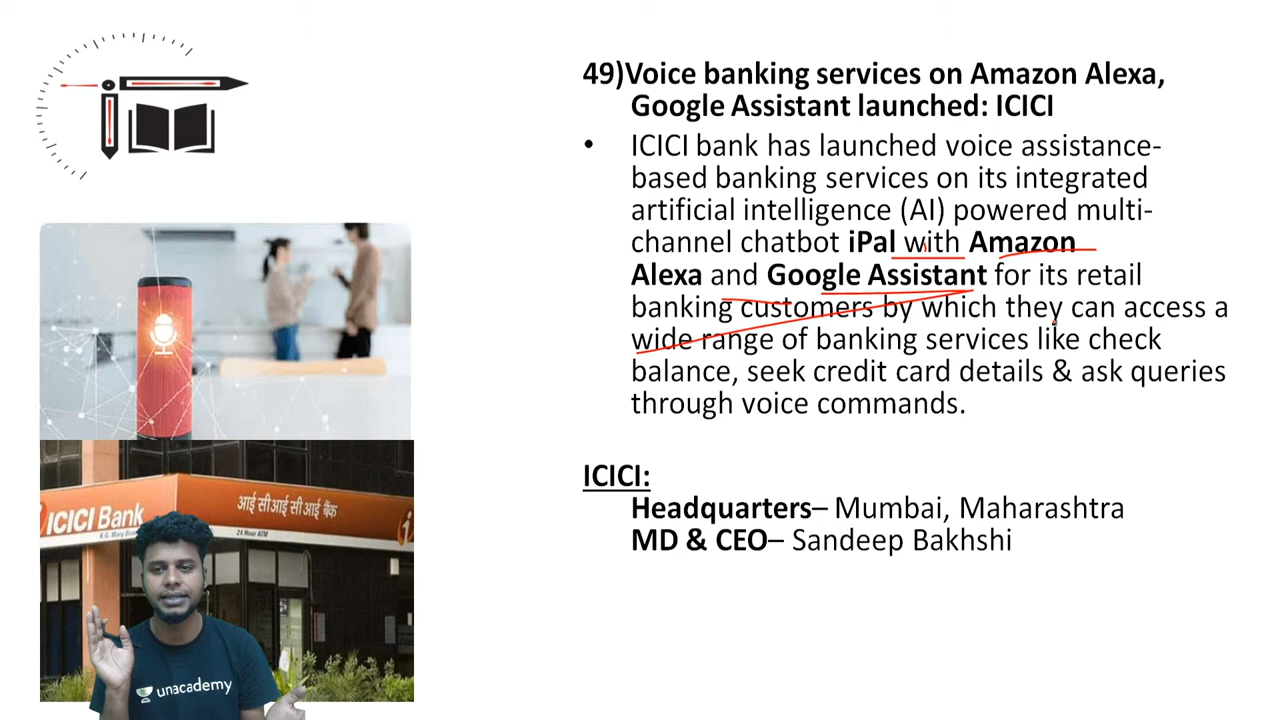 49)Voice banking services on Amazon Alexa,
Google Assistant launched: ICICI
• ICICI bank has launched voice assistance-
based banking services on its integrated
artificial intelligence (AI) powered multi-
channel chatbot iPal with Amazon
Alexa and Google Assistant for its retail
banking customers by which they can access a
wide range of banking services like check
balance, seek credit card details & ask queries
through voice commands.
ICICI:
Headquarters– Mumbai, Maharashtra
MD & CEO– Sandeep Bakhshi
ICICI Bank
आई सी आई सी आई बैंक
24 Hour ATM
unacademy